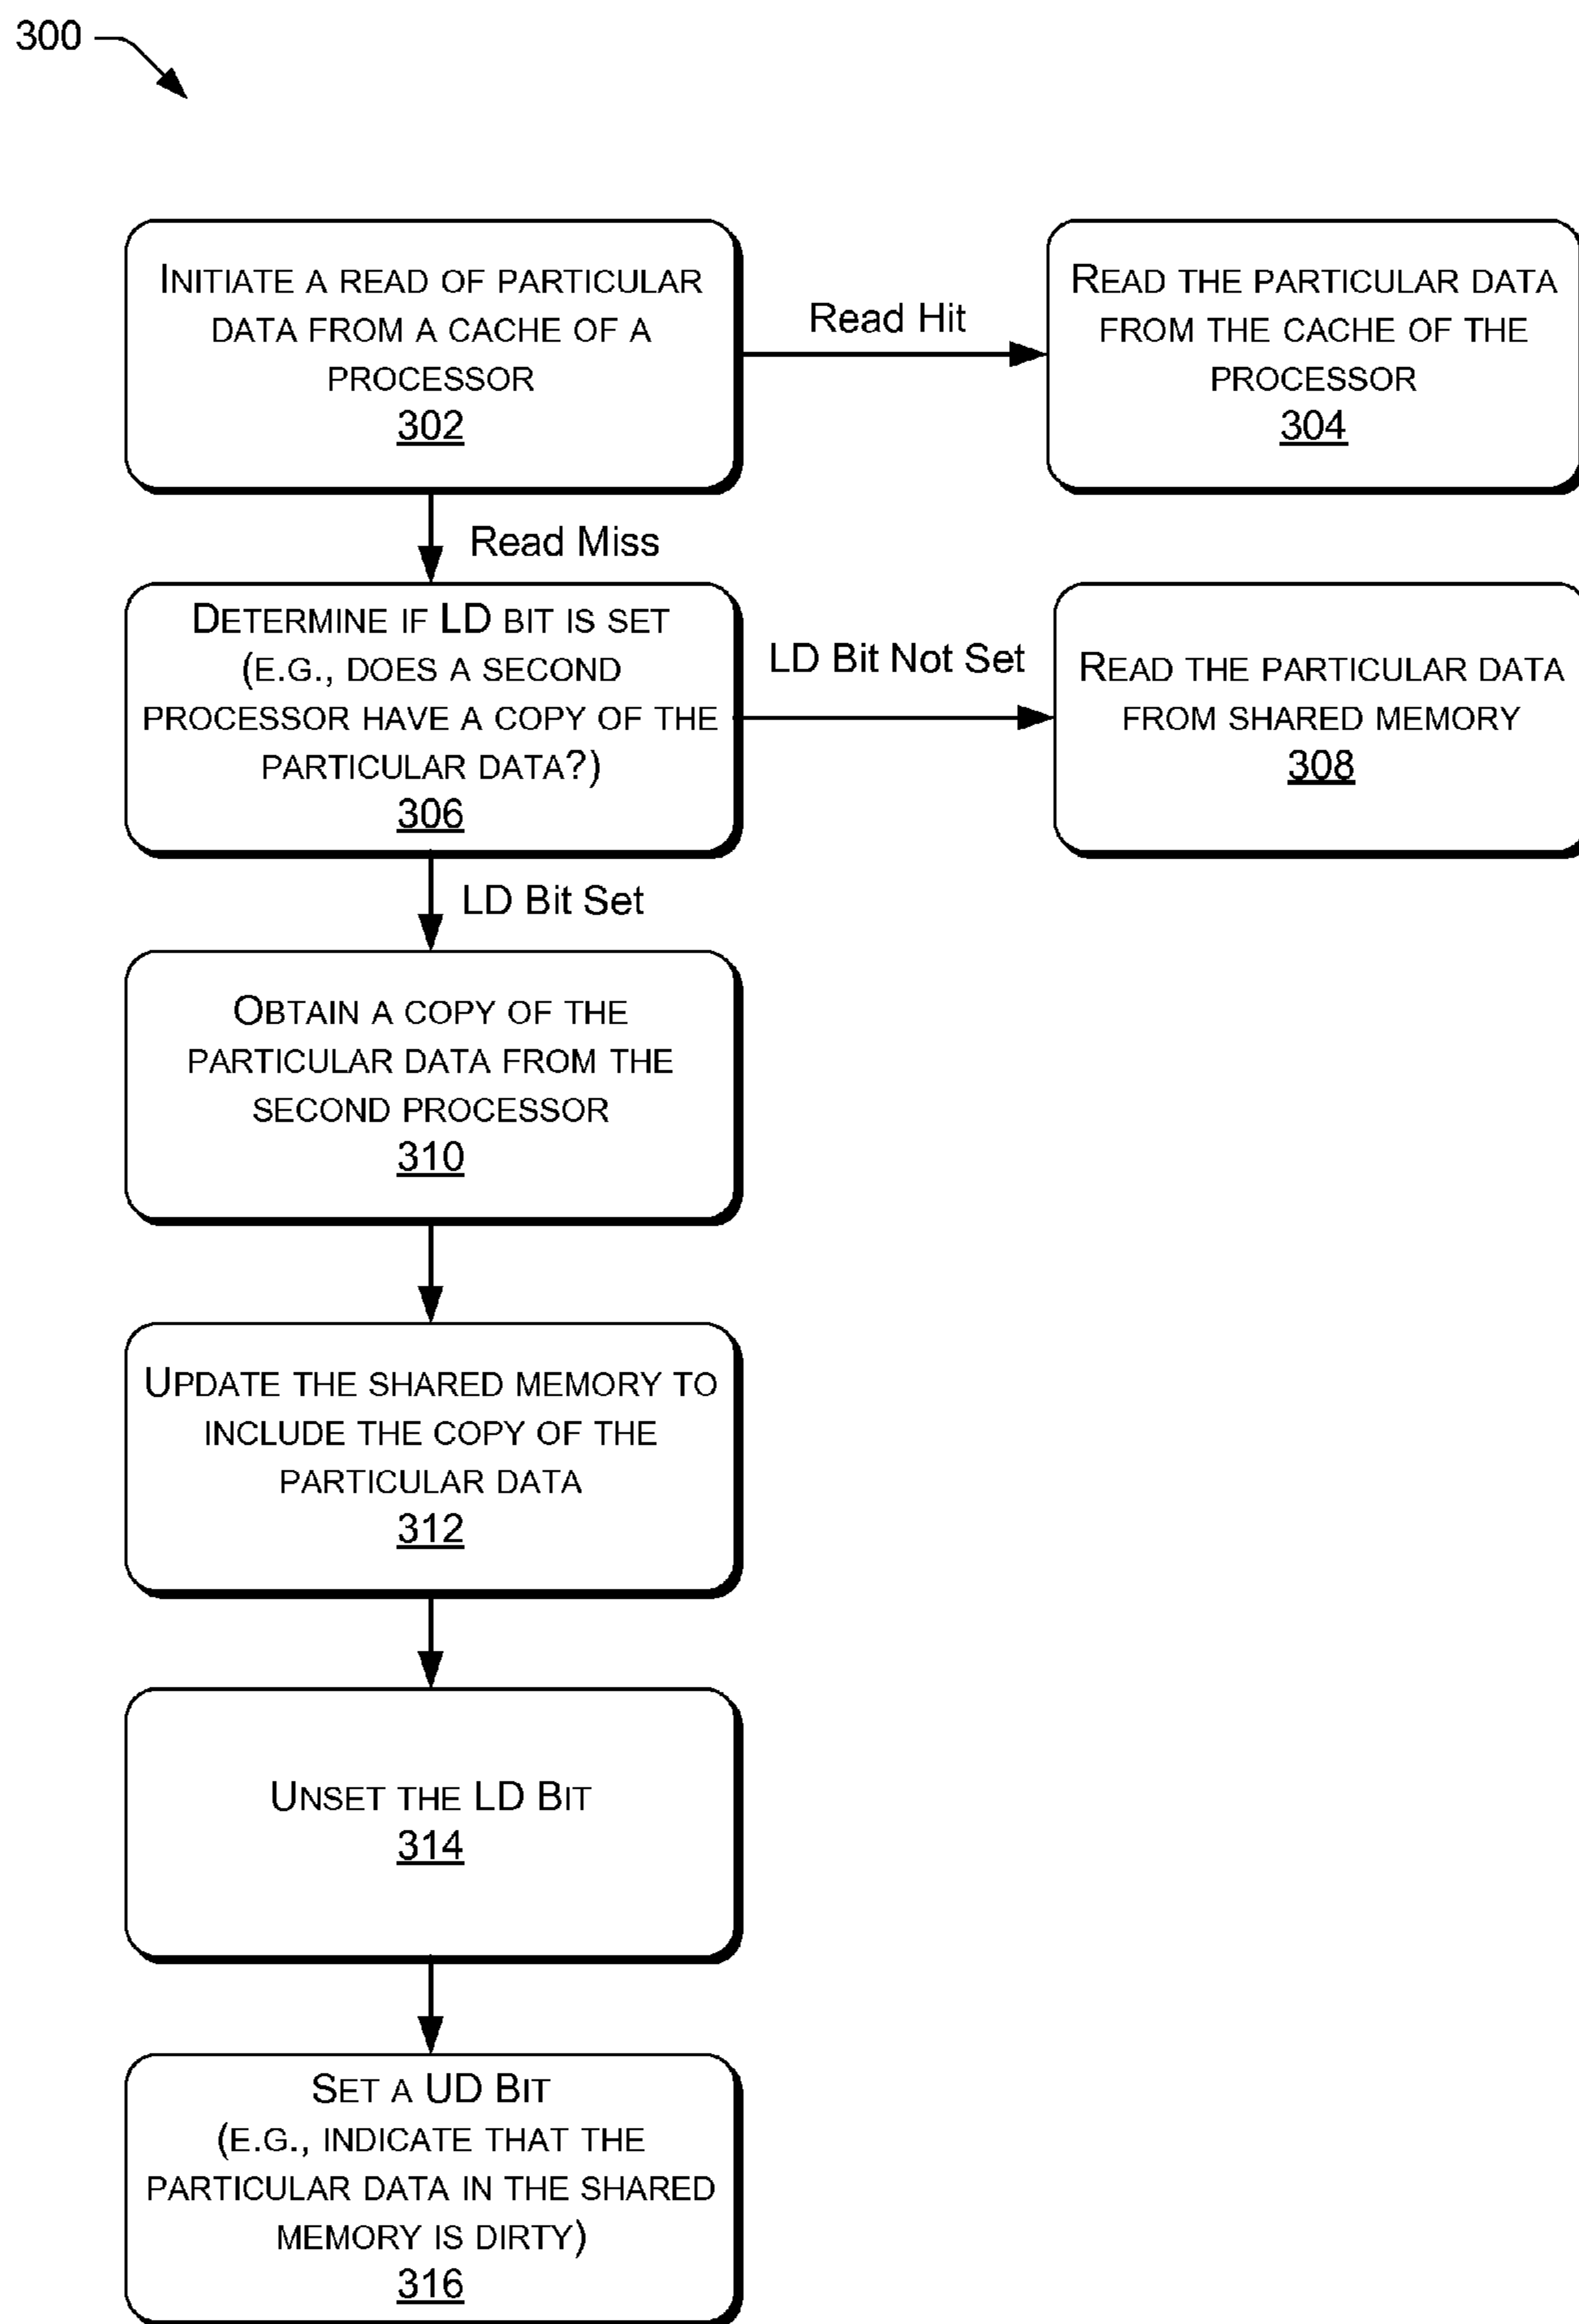 300
INITIATE A READ OF PARTICULAR
DATA FROM A CACHE OF A
PROCESSOR
302
Read Hit
READ THE PARTICULAR DATA
FROM THE CACHE OF THE
PROCESSOR
304
Read Miss
DETERMINE IF LD BIT IS SET
(E.G., DOES A SECOND
PROCESSOR HAVE A COPY OF THE
PARTICULAR DATA?)
306
LD Bit Not Set
READ THE PARTICULAR DATA
FROM SHARED MEMORY
308
LD Bit Set
OBTAIN A COPY OF THE
PARTICULAR DATA FROM THE
SECOND PROCESSOR
310
UPDATE THE SHARED MEMORY TO
INCLUDE THE COPY OF THE
PARTICULAR DATA
312
UNSET THE LD BIT
314
SET A UD BIT
(E.G., INDICATE THAT THE
PARTICULAR DATA IN THE SHARED
MEMORY IS DIRTY)
316